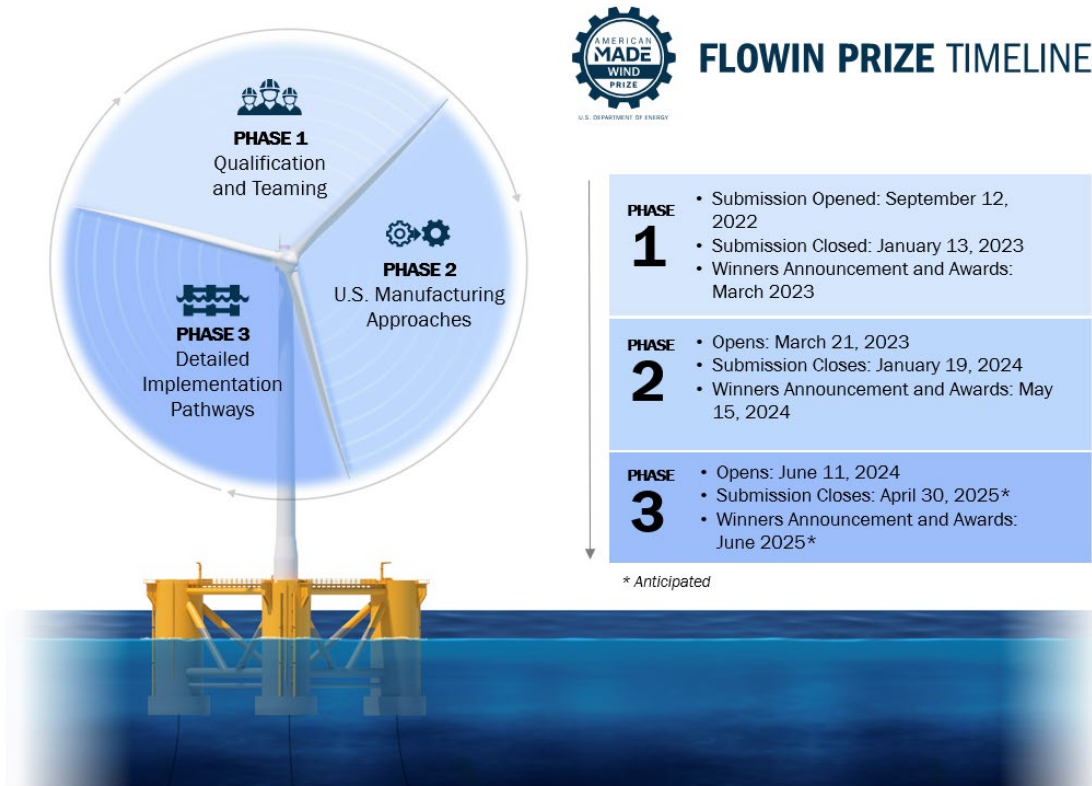 AMERICAN
MADE
WIND
PRIZE
U.S. DEPARTMENT OF ENERGY
FLOWIN PRIZE TIMELINE
PHASE 1
Qualification
and Teaming
PHASE 2
U.S. Manufacturing
Approaches
PHASE 3
Detailed
Implementation
Pathways
PHASE
1
• Submission Opened: September 12,
2022
• Submission Closed: January 13, 2023
• Winners Announcement and Awards:
March 2023
PHASE
2
• Opens: March 21, 2023
• Submission Closes: January 19, 2024
• Winners Announcement and Awards: May
15, 2024
PHASE
3
• Opens: June 11, 2024
• Submission Closes: April 30, 2025*
• Winners Announcement and Awards:
June 2025*
* Anticipated